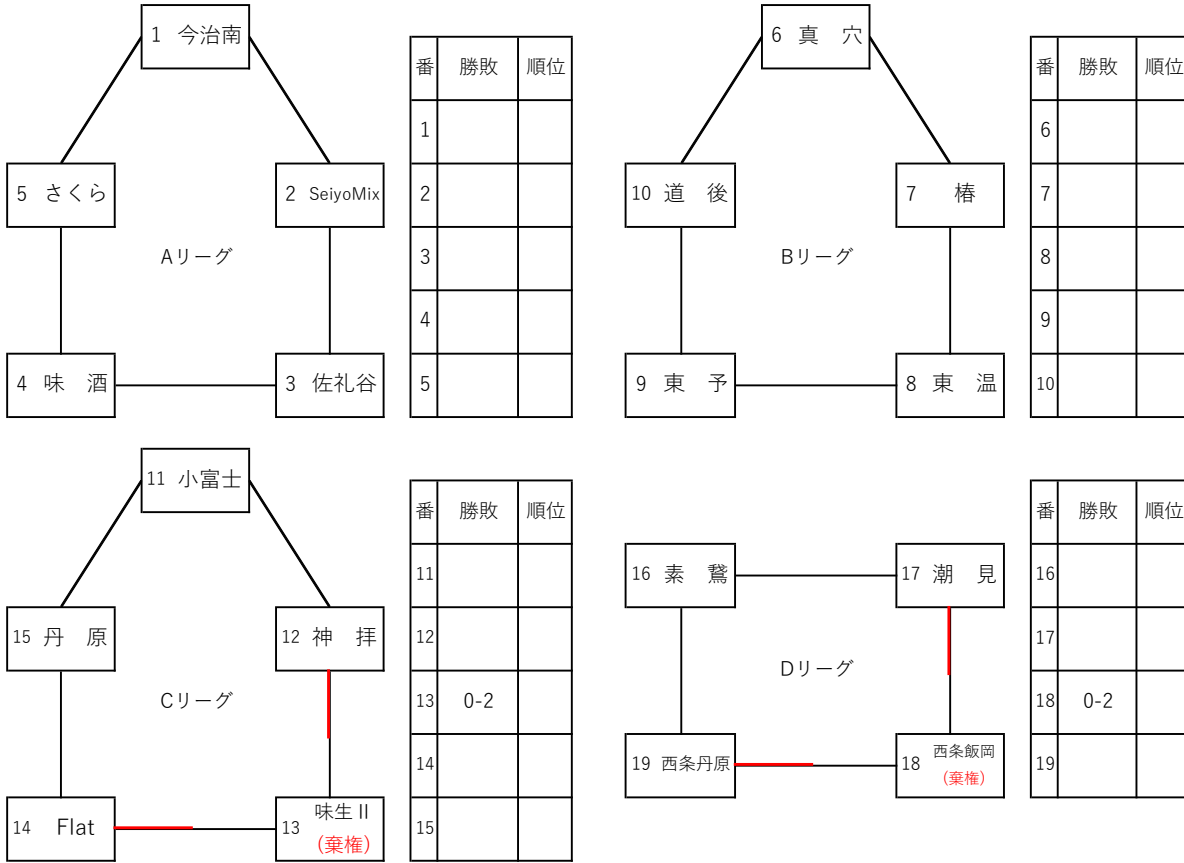 1 今治南
5 さくら
2 SeiyoMix
Aリーグ
4 味 酒
3 佐礼谷
番 勝敗 順位
1
2
3
4
5
6 真 穴
10 道 後
7 椿
Bリーグ
9 東 予
8 東 温
番 勝敗 順位
6
7
8
9
10
11 小富士
15 丹 原
12 神 拝
Cリーグ
14 Flat
13 味生Ⅱ
(棄権)
番 勝敗 順位
11
12
13 0-2
14
15
16 素 鵞
17 潮 見
Dリーグ
19 西条丹原
18 西条飯岡
(棄権)
番 勝敗 順位
16
17
18 0-2
19